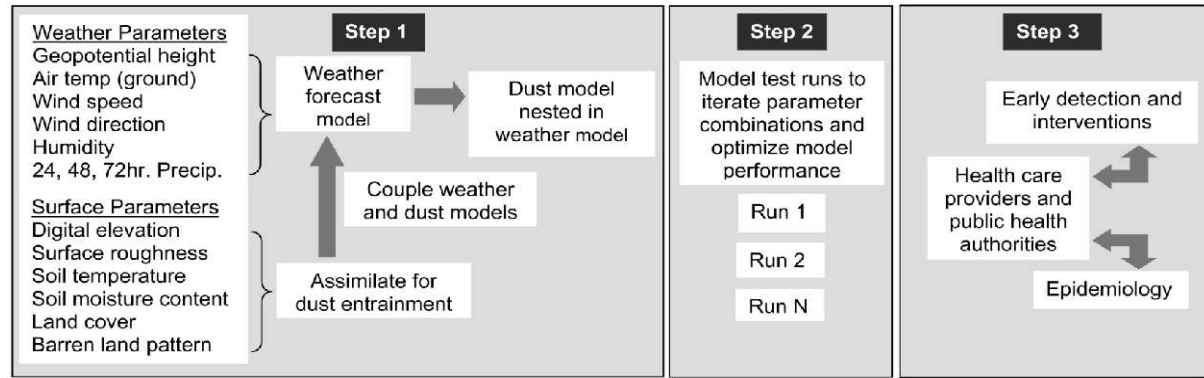 Weather Parameters
Geopotential height
Air temp (ground)
Wind speed
Wind direction
Humidity
24, 48, 72hr. Precip.
Surface Parameters
Digital elevation
Surface roughness
Soil temperature
Soil moisture content
Land cover
Barren land pattern
Step 1
Weather
forecast
model
Dust model
nested in
weather model
Couple weather
and dust models
Assimilate for
dust entrainment
Step 2
Model test runs to
iterate parameter
combinations and
optimize model
performance
Run 1
Run 2
Run N
Step 3
Early detection and
interventions
Health care
providers and
public health
authorities
Epidemiology